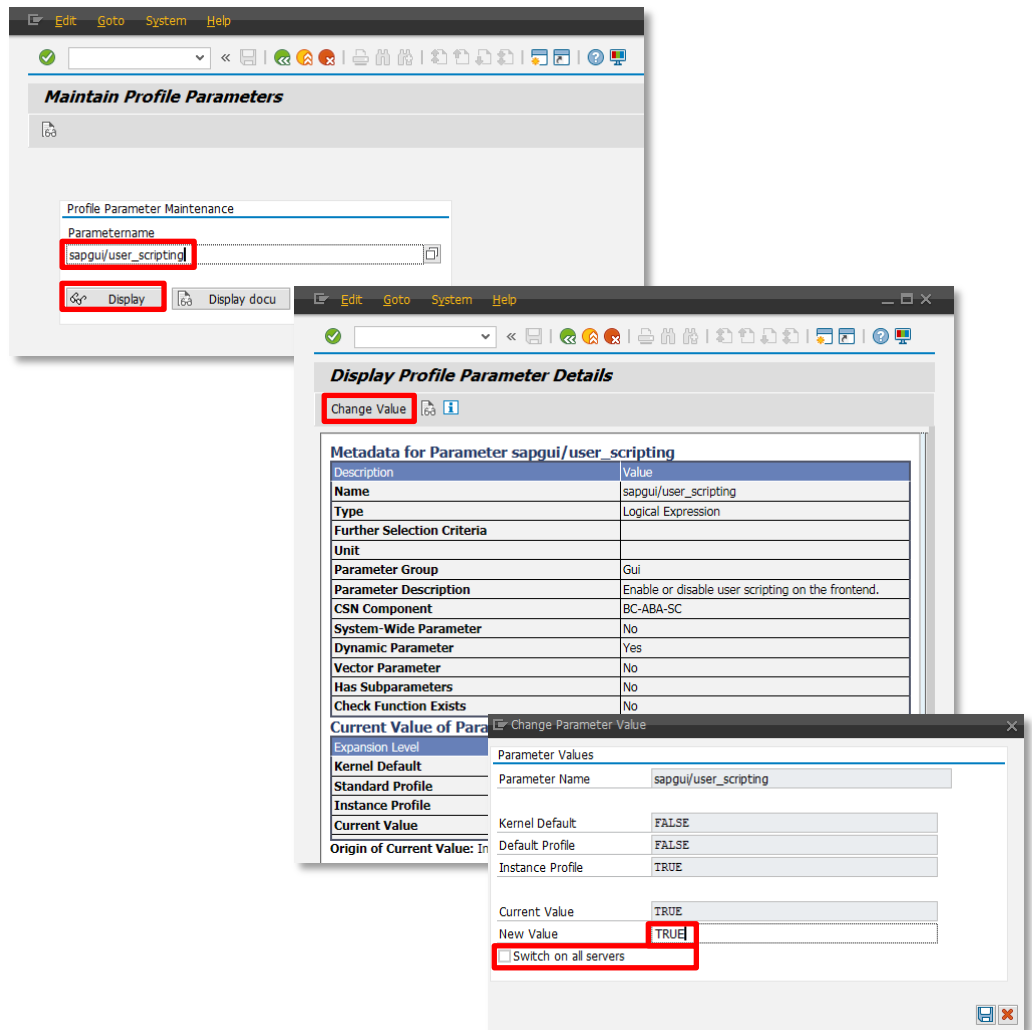 Edit Goto System Help
Maintain Profile Parameters
Profile Parameter Maintenance
Parametername
sapgui/user_scripting
Display Display docu
Edit Goto System Help
Display Profile Parameter Details
Change Value
Metadata for Parameter sapgui/user_scripting
Description Value
Name sapgui/user_scripting
Type Logical Expression
Further Selection Criteria
Unit
Parameter Group Gui
Parameter Description Enable or disable user scripting on the frontend.
CSN Component BC-ABA-SC
System-Wide Parameter No
Dynamic Parameter Yes
Vector Parameter No
Has Subparameters No
Check Function Exists No
Current Value of Para
Expansion Level
Kernel Default
Standard Profile
Instance Profile
Current Value
Origin of Current Value: In
Change Parameter Value
Parameter Values
Parameter Name sapgui/user_scripting
Kernel Default FALSE
Default Profile FALSE
Instance Profile TRUE
Current Value TRUE
New Value TRUE
Switch on all servers